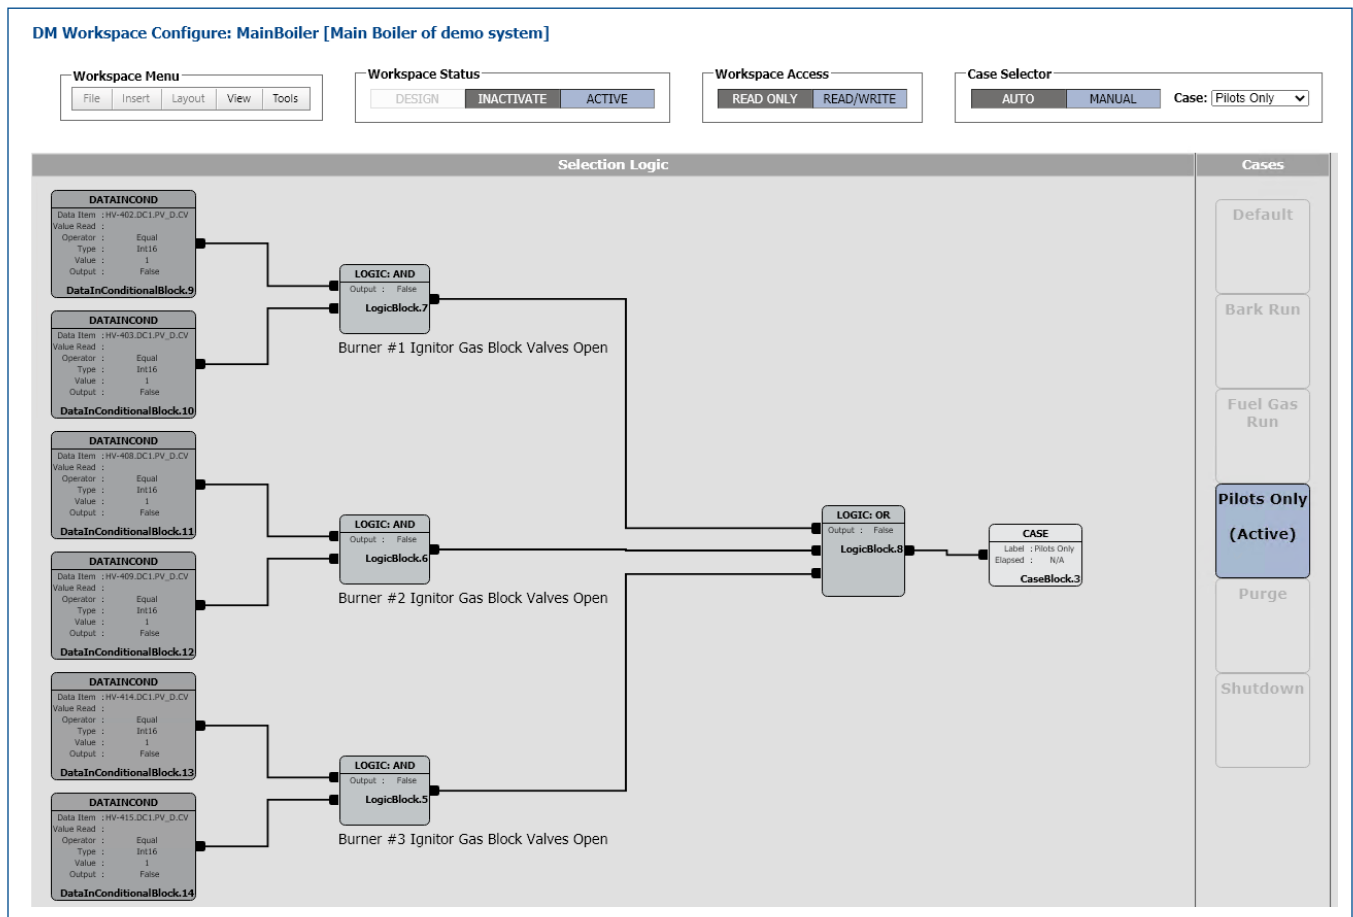 DM Workspace Configure: MainBoiler [Main Boiler of demo system]
Workspace Menu
File Insert Layout View Tools
Workspace Status
DESIGN INACTIVATE ACTIVE
Workspace Access
READ ONLY READ/WRITE
Case Selector
AUTO MANUAL Case: Pilots Only
Selection Logic
Cases
DATAINCOND
Data Item : HV-402.DC1.PV_D.CV
Value Read :
Operator : Equal
Type : Int16
Value : 1
Output : False
DataInConditionalBlock.9
DATAINCOND
Data Item : HV-403.DC1.PV_D.CV
Value Read :
Operator : Equal
Type : Int16
Value : 1
Output : False
DataInConditionalBlock.10
LOGIC: AND
Output : False
LogicBlock.7
Burner #1 Ignitor Gas Block Valves Open
DATAINCOND
Data Item : HV-408.DC1.PV_D.CV
Value Read :
Operator : Equal
Type : Int16
Value : 1
Output : False
DataInConditionalBlock.11
DATAINCOND
Data Item : HV-409.DC1.PV_D.CV
Value Read :
Operator : Equal
Type : Int16
Value : 1
Output : False
DataInConditionalBlock.12
LOGIC: AND
Output : False
LogicBlock.6
Burner #2 Ignitor Gas Block Valves Open
DATAINCOND
Data Item : HV-414.DC1.PV_D.CV
Value Read :
Operator : Equal
Type : Int16
Value : 1
Output : False
DataInConditionalBlock.13
DATAINCOND
Data Item : HV-415.DC1.PV_D.CV
Value Read :
Operator : Equal
Type : Int16
Value : 1
Output : False
DataInConditionalBlock.14
LOGIC: AND
Output : False
LogicBlock.5
Burner #3 Ignitor Gas Block Valves Open
LOGIC: OR
Output : False
LogicBlock.8
CASE
Label : Pilots Only
Elapsed : N/A
CaseBlock.3
Default
Bark Run
Fuel Gas
Run
Pilots Only
(Active)
Purge
Shutdown